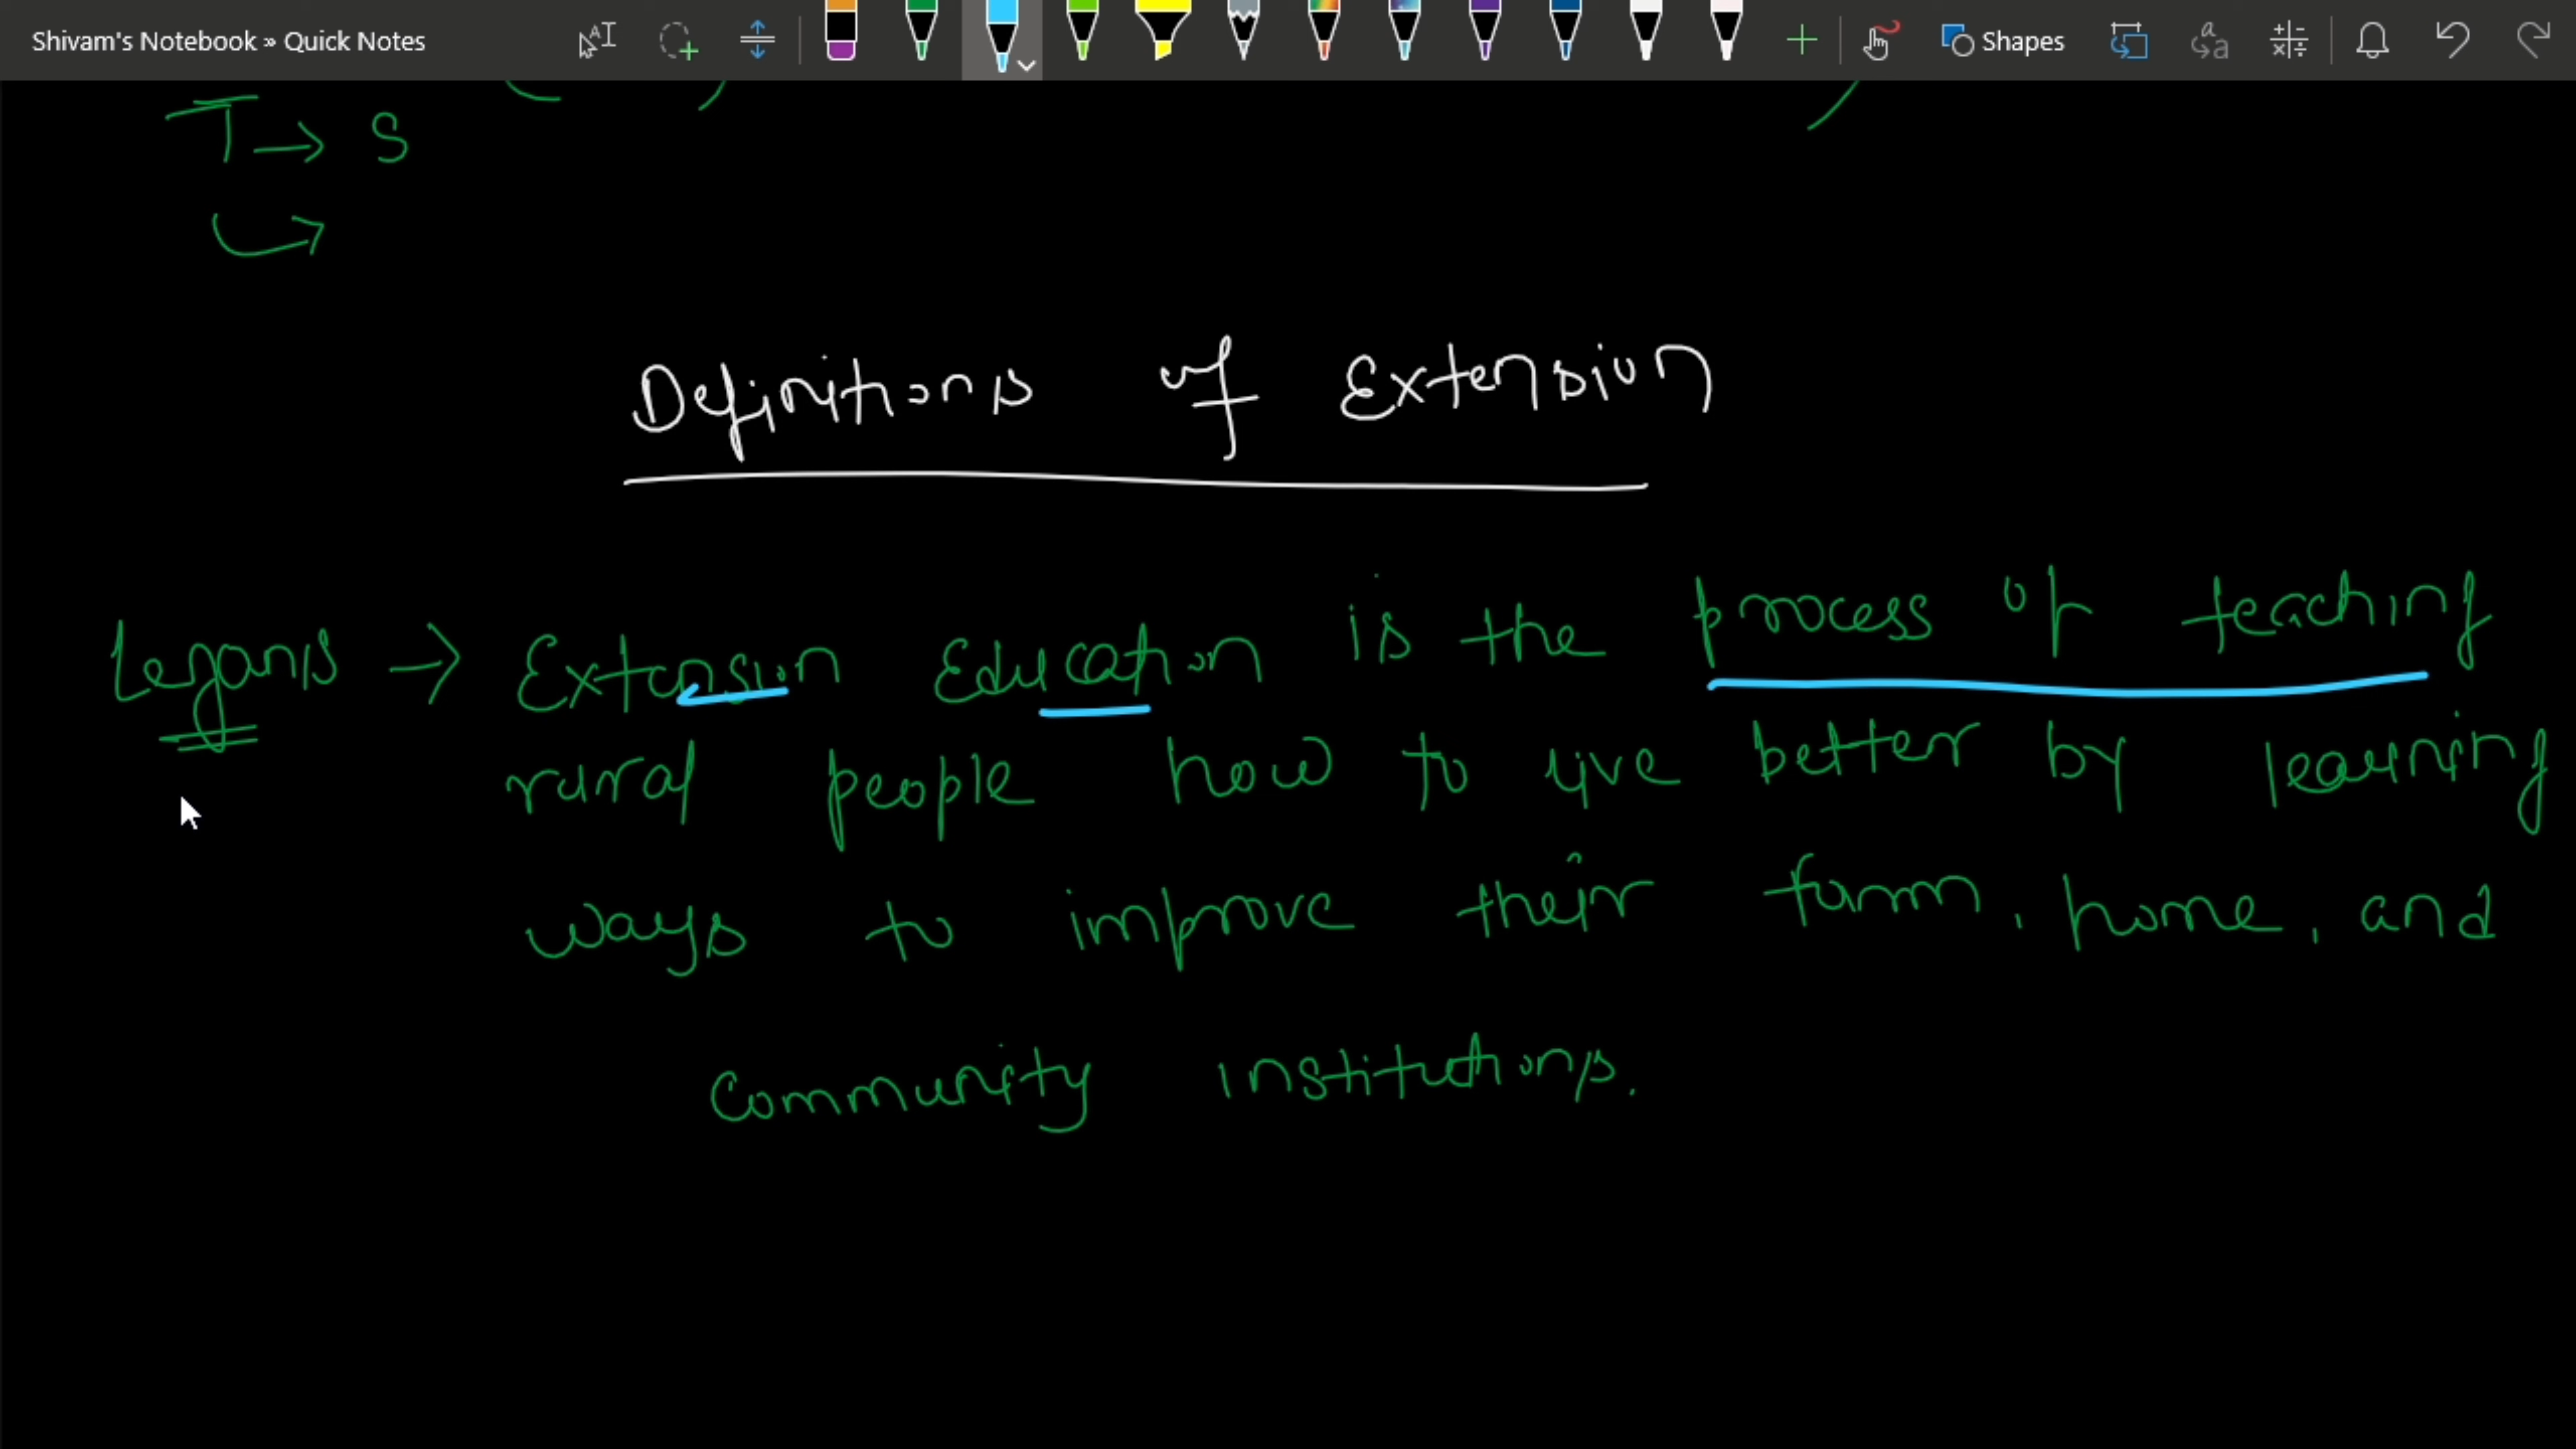 Shivam's Notebook » Quick Notes
Shapes
T → S
Definitions of Extension
Legans → Extension Education is the process of teaching
rural people how to live better by learning
ways to improve their farm, home, and
Community institutions.